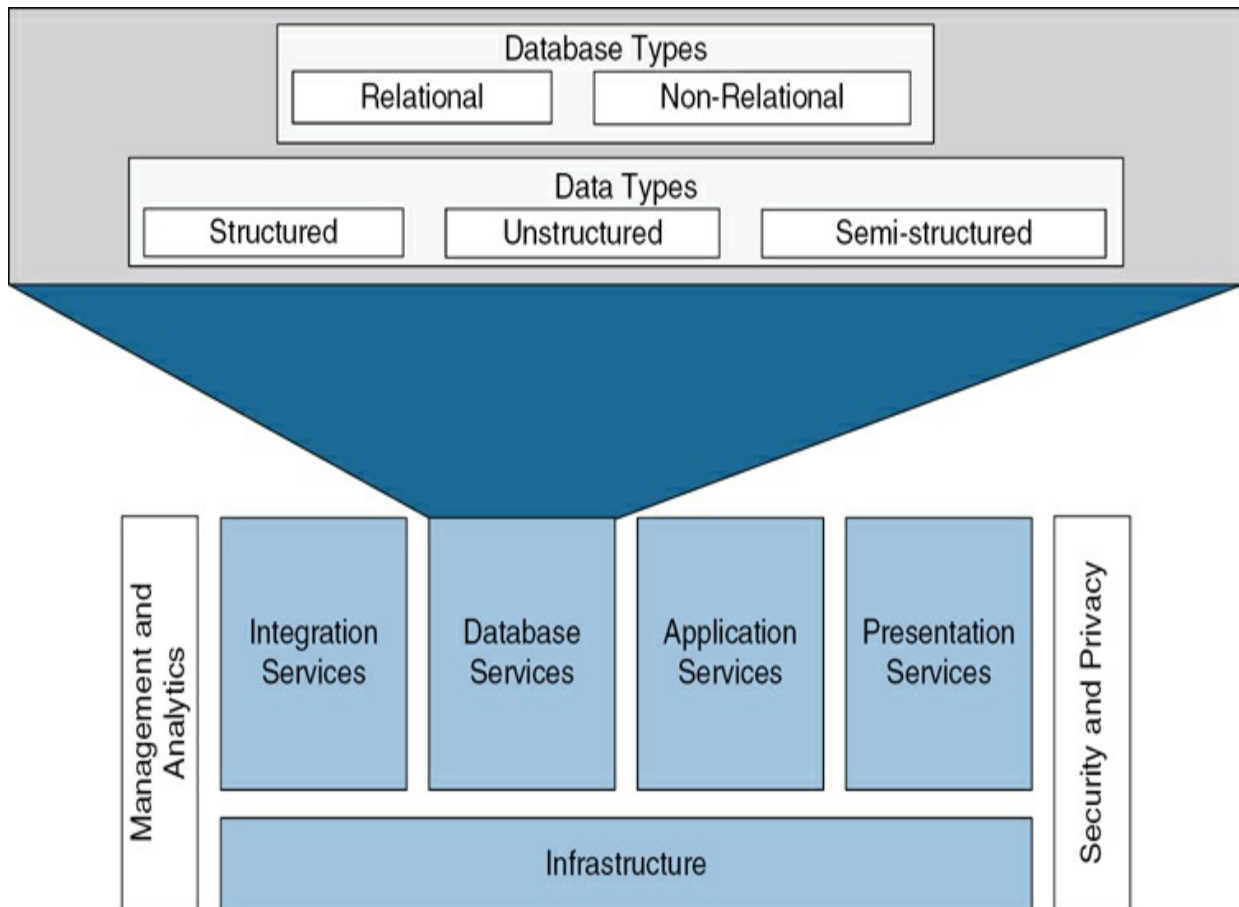 Database Types
Relational
Non-Relational
Data Types
Structured
Unstructured
Semi-structured
Management and
Analytics
Integration
Services
Database
Services
Application
Services
Presentation
Services
Security and Privacy
Infrastructure